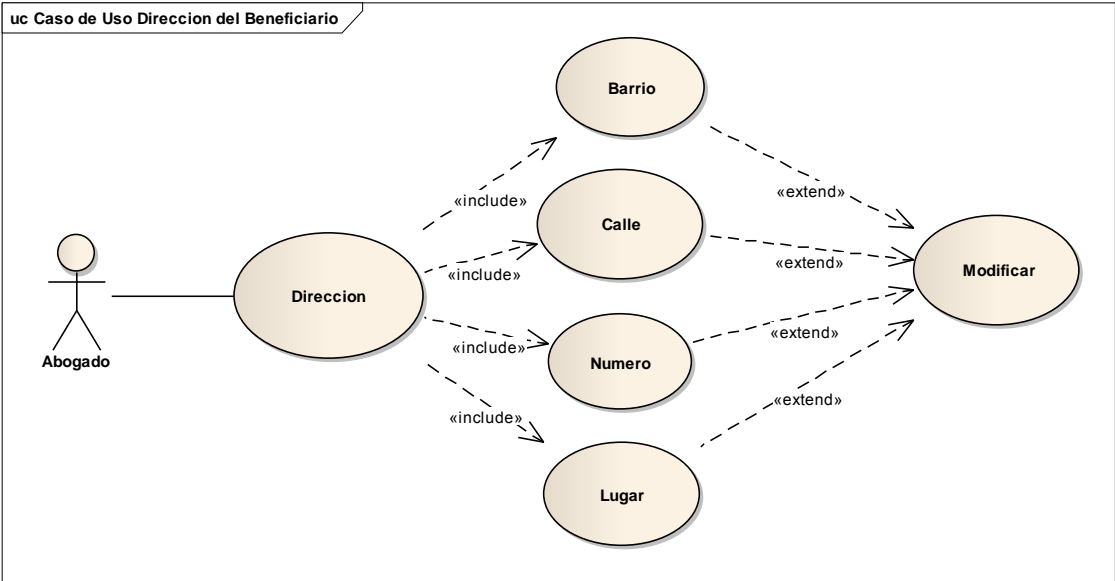 uc Caso de Uso Direccion del Beneficiario
Barrio
«include»
«extend»
Calle
«include»
«extend»
Modificar
Direccion
Abogado
«include»
Numero
«extend»
«include»
«extend»
Lugar